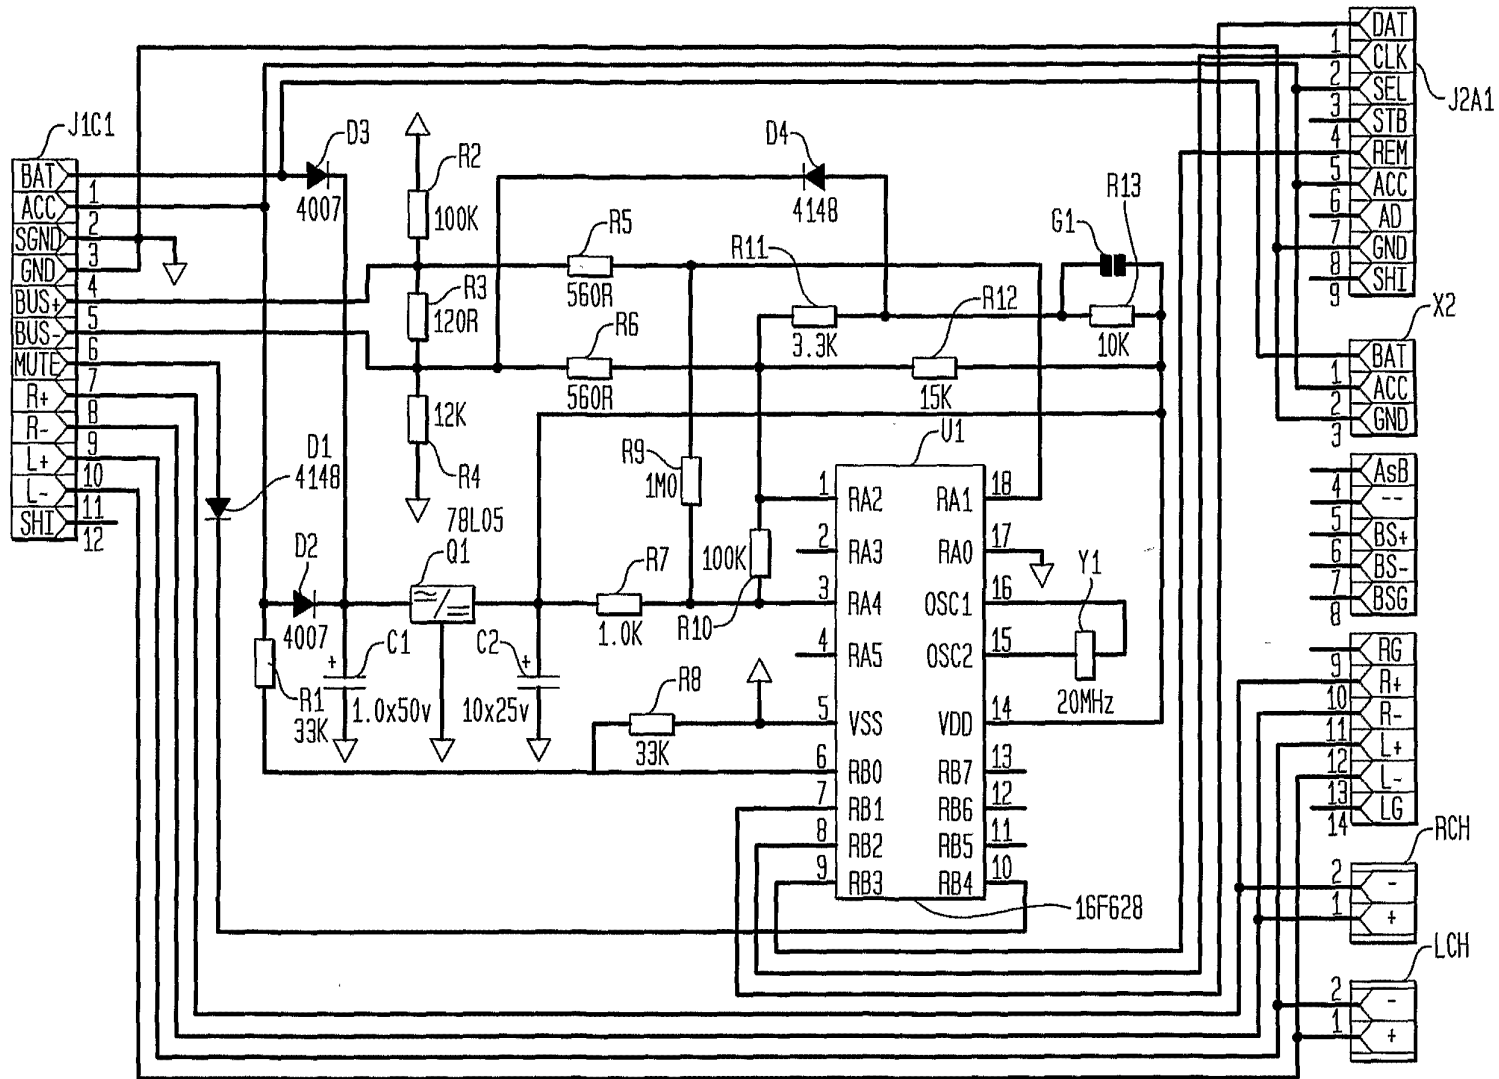 J1C1
BAT
1
ACC
2
SGND
3
GND
4
BUS+
5
BUS-
6
MUTE
7
R+
8
R-
9
L+
10
L-
11
SHI
12
D3
4007
R2
100K
R3
120R
12K
R4
R5
560R
R6
560R
D4
4148
R11
3.3K
G1
R13
10K
R12
15K
D1
4148
D2
4007
R1
33K
+
C1
1.0x50v
78L05
Q1
C2
+
10x25v
R9
1M0
R7
1.0K
100K
R10
R8
33K
U1
1
RA2
2
RA3
3
RA4
4
RA5
5
VSS
6
RB0
7
RB1
8
RB2
9
RB3
18
RA1
17
RA0
16
OSC1
15
OSC2
14
VDD
13
RB7
12
RB6
11
RB5
10
RB4
16F628
Y1
20MHz
J2A1
DAT
1
CLK
2
SEL
3
STB
4
REM
5
ACC
6
AD
7
GND
8
SHI
9
X2
BAT
1
ACC
2
GND
3
AsB
4
--
5
BS+
6
BS-
7
BSG
8
RG
9
R+
10
R-
11
L+
12
L-
13
LG
14
RCH
2
-
1
+
LCH
2
-
1
+